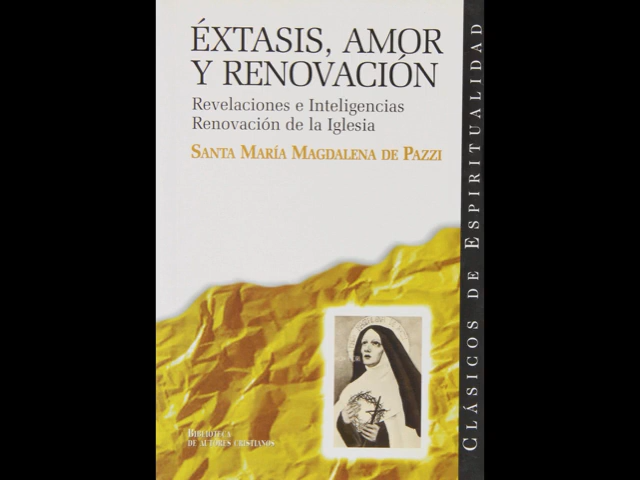 ÉXTASIS, AMOR
Y RENOVACIÓN
Revelaciones e Inteligencias
Renovación de la Iglesia
SANTA MARÍA MAGDALENA DE PAZZI
CLÁSICOS DE ESPIRITUALIDAD
BIBLIOTECA
DE AUTORES CRISTIANOS